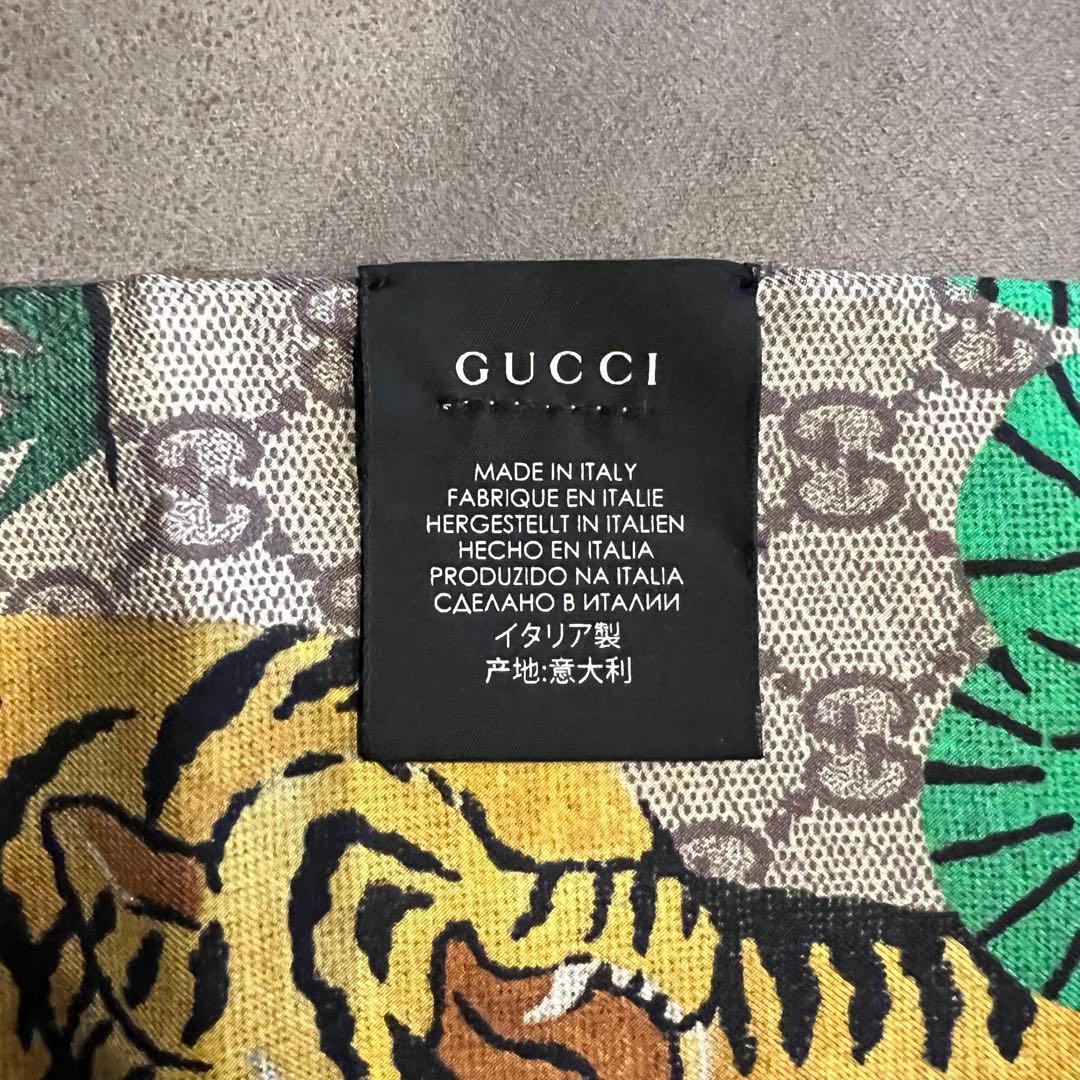 GUCCI
MADE IN ITALY
FABRIQUE EN ITALIE
HERGESTELLT IN ITALIEN
HECHO EN ITALIA
PRODUZIDO NA ITALIA
СДЕЛАНО В ИТАЛИИ
イタリア製
产地:意大利